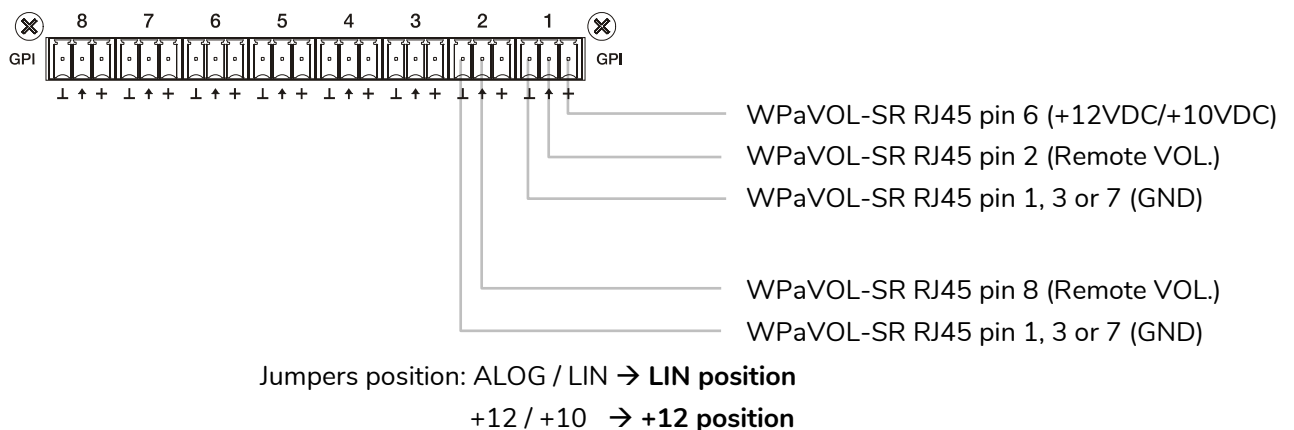 8 7 6 5 4 3 2 1
GPI GPI
⊥ ↑ + ⊥ ↑ + ⊥ ↑ + ⊥ ↑ + ⊥ ↑ + ⊥ ↑ + ⊥ ↑ + ⊥ ↑ +
WPaVOL-SR RJ45 pin 6 (+12VDC/+10VDC)
WPaVOL-SR RJ45 pin 2 (Remote VOL.)
WPaVOL-SR RJ45 pin 1, 3 or 7 (GND)
WPaVOL-SR RJ45 pin 8 (Remote VOL.)
WPaVOL-SR RJ45 pin 1, 3 or 7 (GND)
Jumpers position: ALOG / LIN → LIN position
+12 / +10 → +12 position